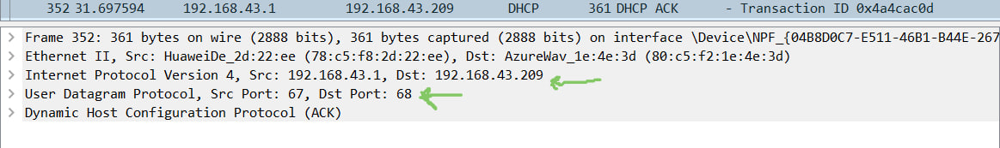 352 31.697594 192.168.43.1 192.168.43.209 DHCP 361 DHCP ACK - Transaction ID 0x4a4cac0d
Frame 352: 361 bytes on wire (2888 bits), 361 bytes captured (2888 bits) on interface \Device\NPF_{04B8D0C7-E511-46B1-B44E-267
Ethernet II, Src: HuaweiDe_2d:22:ee (78:c5:f8:2d:22:ee), Dst: AzureWav_1e:4e:3d (80:c5:f2:1e:4e:3d)
Internet Protocol Version 4, Src: 192.168.43.1, Dst: 192.168.43.209
User Datagram Protocol, Src Port: 67, Dst Port: 68
Dynamic Host Configuration Protocol (ACK)